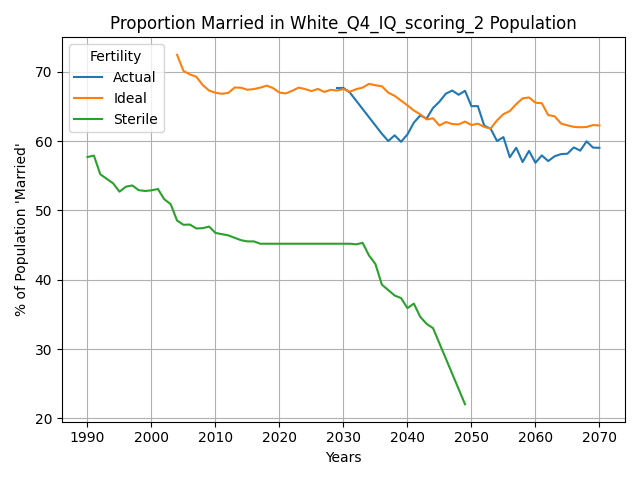 Proportion Married in White_Q4_IQ_scoring_2 Population
Fertility
Actual
Ideal
Sterile
% of Population 'Married'
70
60
50
40
30
20
1990 2000 2010 2020 2030 2040 2050 2060 2070
Years